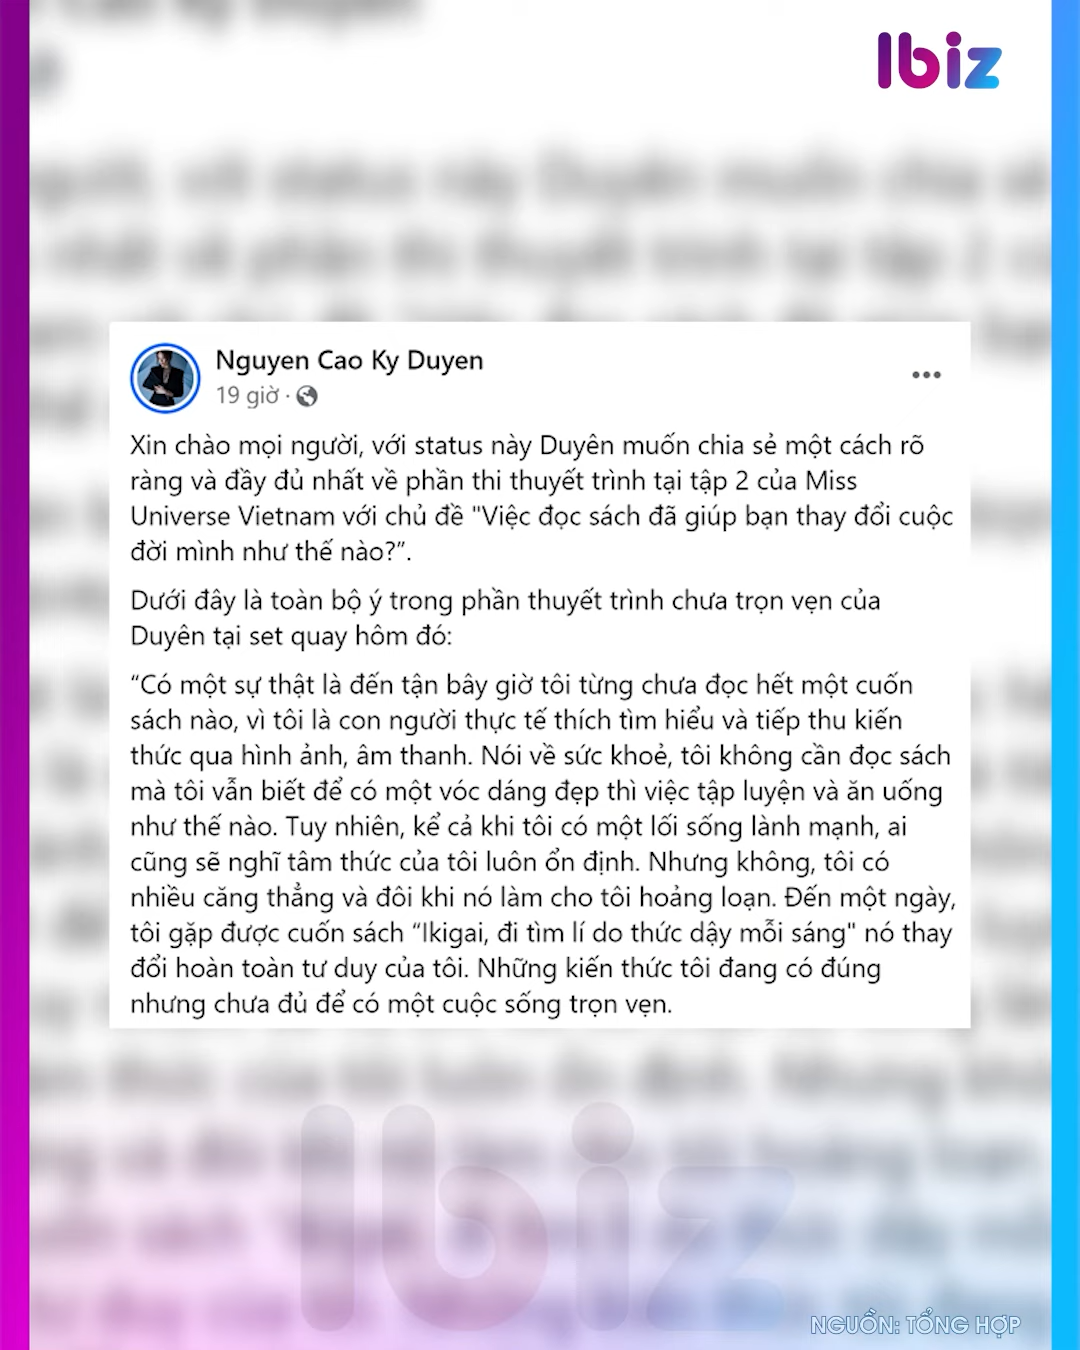 Ibiz
Nguyen Cao Ky Duyen
19 giờ ·
Xin chào mọi người, với status này Duyên muốn chia sẻ một cách rõ
ràng và đầy đủ nhất về phần thi thuyết trình tại tập 2 của Miss
Universe Vietnam với chủ đề "Việc đọc sách đã giúp bạn thay đổi cuộc
đời mình như thế nào?”.
Dưới đây là toàn bộ ý trong phần thuyết trình chưa trọn vẹn của
Duyên tại set quay hôm đó:
“Có một sự thật là đến tận bây giờ tôi từng chưa đọc hết một cuốn
sách nào, vì tôi là con người thực tế thích tìm hiểu và tiếp thu kiến
thức qua hình ảnh, âm thanh. Nói về sức khoẻ, tôi không cần đọc sách
mà tôi vẫn biết để có một vóc dáng đẹp thì việc tập luyện và ăn uống
như thế nào. Tuy nhiên, kể cả khi tôi có một lối sống lành mạnh, ai
cũng sẽ nghĩ tâm thức của tôi luôn ổn định. Nhưng không, tôi có
nhiều căng thẳng và đôi khi nó làm cho tôi hoảng loạn. Đến một ngày,
tôi gặp được cuốn sách “Ikigai, đi tìm lí do thức dậy mỗi sáng" nó thay
đổi hoàn toàn tư duy của tôi. Những kiến thức tôi đang có đúng
nhưng chưa đủ để có một cuộc sống trọn vẹn.
Ibiz
NGUỒN: TỔNG HỢP